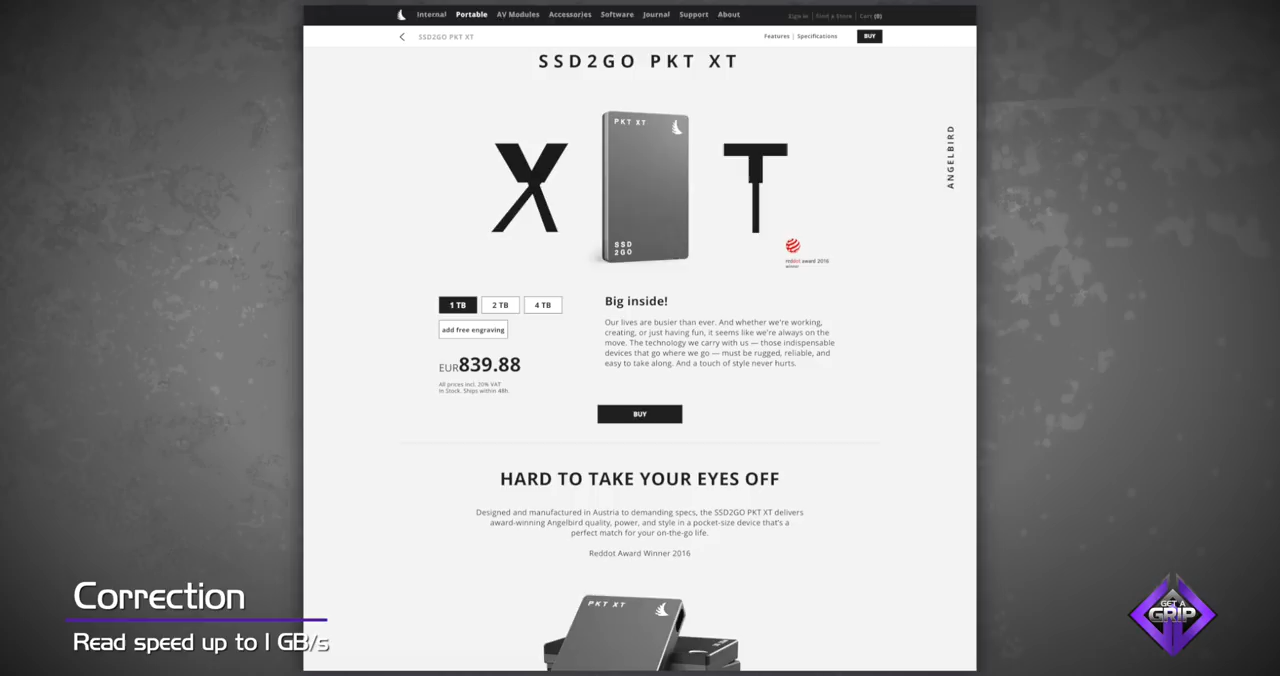 Internal Portable AV Modules Accessories Software Journal Support About Sign in | Find a Store | Cart (0)
SSD2GO PKT XT Features | Specifications BUY
SSD2GO PKT XT
PKT XT
X T
ANGELBIRD
SSD
2GO
reddot award 2016
winner
1 TB 2 TB 4 TB
add free engraving
EUR839.88
All prices incl. 20% VAT
In Stock. Ships within 48h.
Big inside!
Our lives are busier than ever. And whether we're working,
creating, or just having fun, it seems like we're always on the
move. The technology we carry with us — those indispensable
devices that go where we go — must be rugged, reliable, and
easy to take along. And a touch of style never hurts.
BUY
HARD TO TAKE YOUR EYES OFF
Designed and manufactured in Austria to demanding specs, the SSD2GO PKT XT delivers
award-winning Angelbird quality, power, and style in a pocket-size device that's a
perfect match for your on-the-go life.
Reddot Award Winner 2016
PKT XT
Correction
Read speed up to 1 GB/s
GET A
GRIP